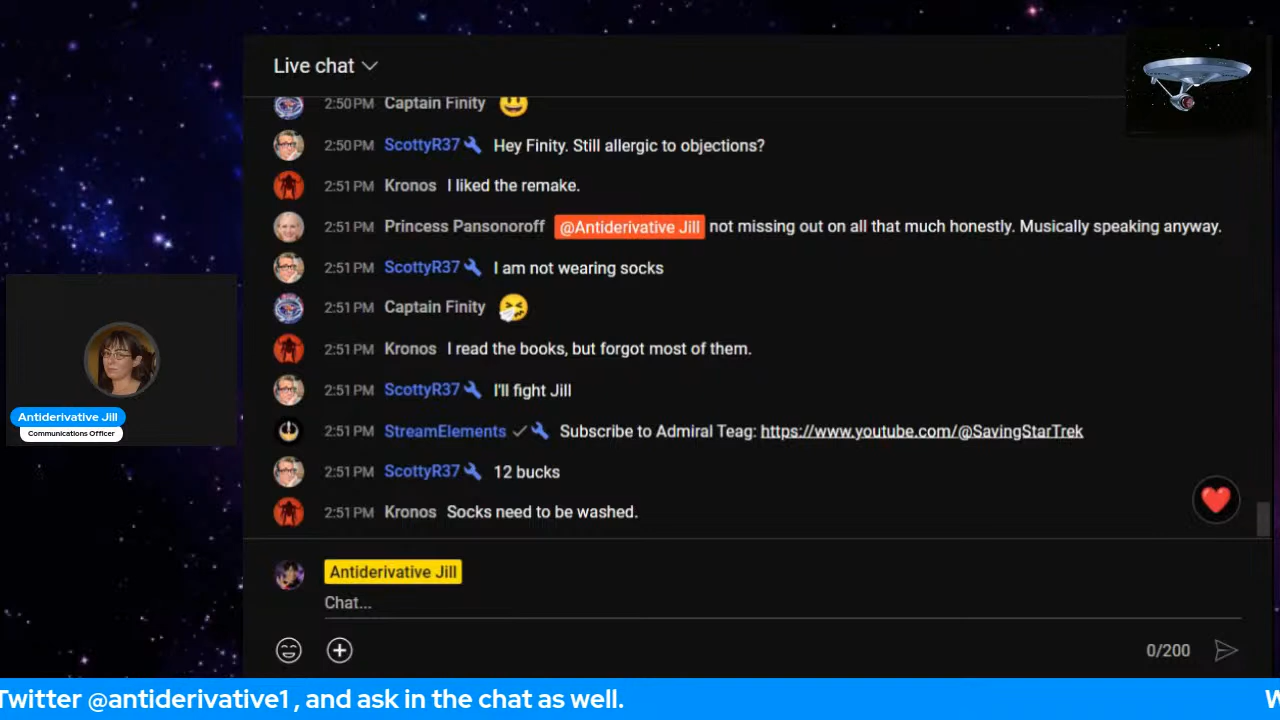 Live chat
2:50 PM Captain Finity
2:50 PM ScottyR37 Hey Finity. Still allergic to objections?
2:51 PM Kronos I liked the remake.
2:51 PM Princess Pansonoroff @Antiderivative Jill not missing out on all that much honestly. Musically speaking anyway.
2:51 PM ScottyR37 I am not wearing socks
2:51 PM Captain Finity
2:51 PM Kronos I read the books, but forgot most of them.
2:51 PM ScottyR37 I'll fight Jill
Antiderivative Jill
Communications Officer
2:51 PM StreamElements Subscribe to Admiral Teag: https://www.youtube.com/@SavingStarTrek
2:51 PM ScottyR37 12 bucks
2:51 PM Kronos Socks need to be washed.
Antiderivative Jill
Chat...
0/200
Twitter @antiderivative1 , and ask in the chat as well.